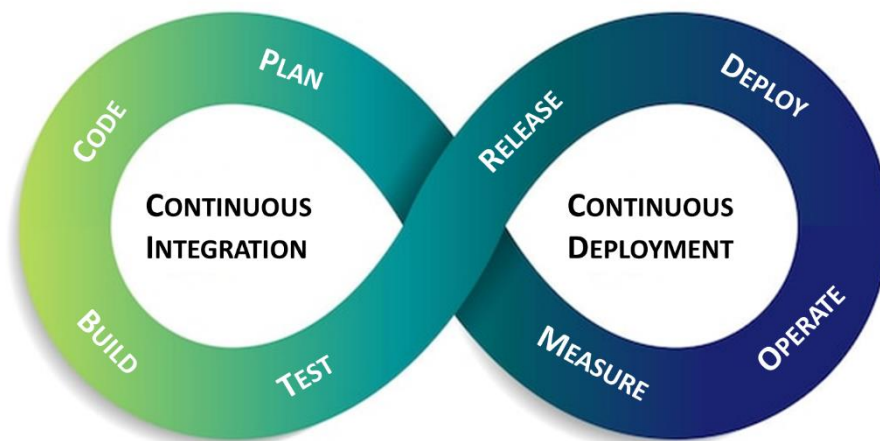 PLAN
CODE
BUILD
TEST
RELEASE
DEPLOY
OPERATE
MEASURE
CONTINUOUS
INTEGRATION
CONTINUOUS
DEPLOYMENT